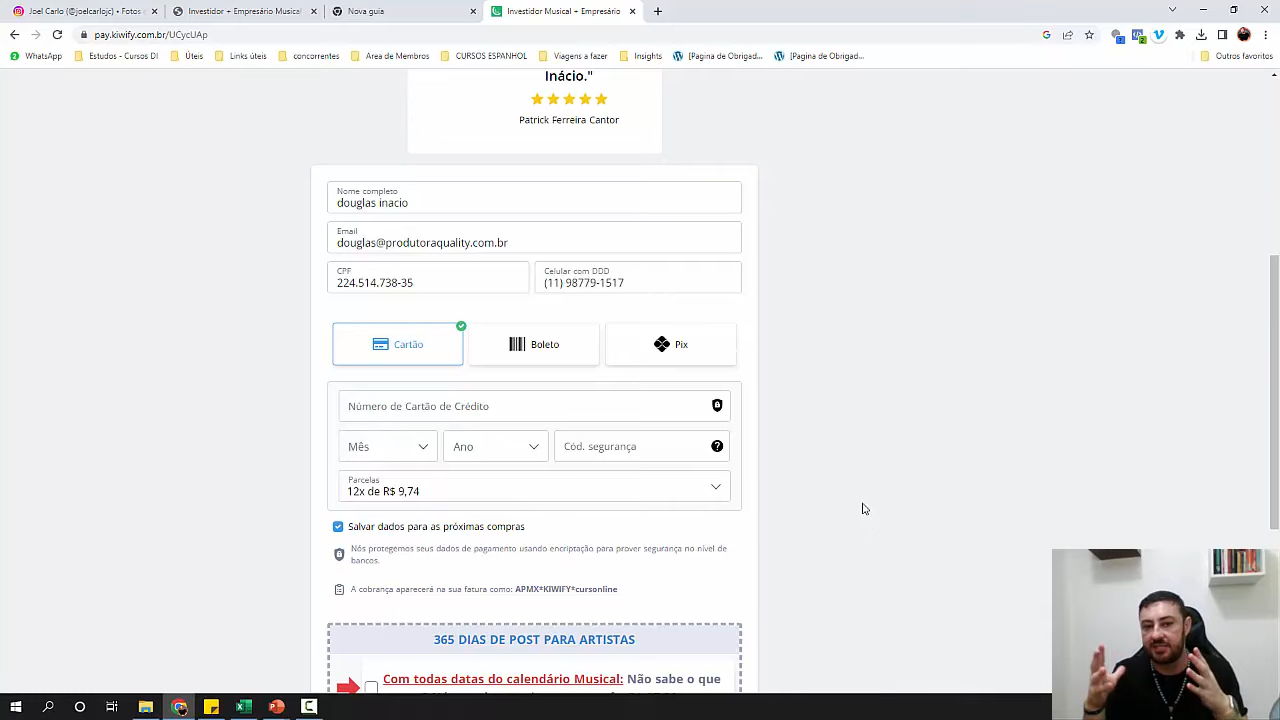 Joel Carlo (@joelcarlojc) • Fotos e
Investidor + Empresário Musical
Nova guia
Investidor Musical + Empresário
pay.kiwify.com.br/UCycUAp
WhatsApp
Estudos - Cursos DI
Úteis
Links úteis
concorrentes
Area de Membros
CURSOS ESPANHOL
Viagens a fazer
Insights
[Pagina de Obrigad...
[Pagina de Obrigad...
Outros favoritos
Inácio."
Patrick Ferreira Cantor
Nome completo
douglas inacio
Email
douglas@produtoraquality.com.br
CPF
224.514.738-35
Celular com DDD
(11) 98779-1517
Cartão
Boleto
Pix
Número de Cartão de Crédito
Mês
Ano
Cód. segurança
Parcelas
12x de R$ 9,74
Salvar dados para as próximas compras
Nós protegemos seus dados de pagamento usando encriptação para prover segurança no nível de
bancos.
A cobrança aparecerá na sua fatura como: APMX*KIWIFY*cursonline
365 DIAS DE POST PARA ARTISTAS
Com todas datas do calendário Musical: Não sabe o que